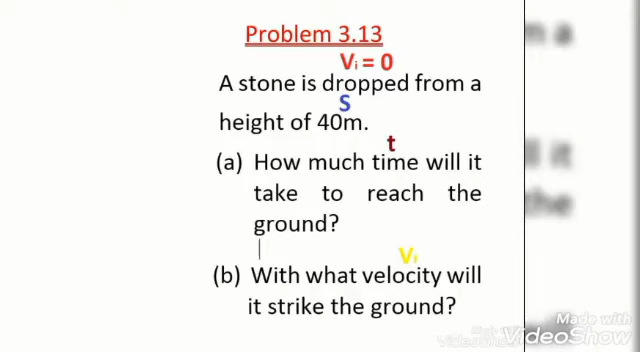 Problem 3.13
Vi = 0
A stone is dropped from a
S
height of 40m.
t
(a) How much time will it
take to reach the
ground?
Vf
(b) With what velocity will
it strike the ground?
Made with
VideoShow